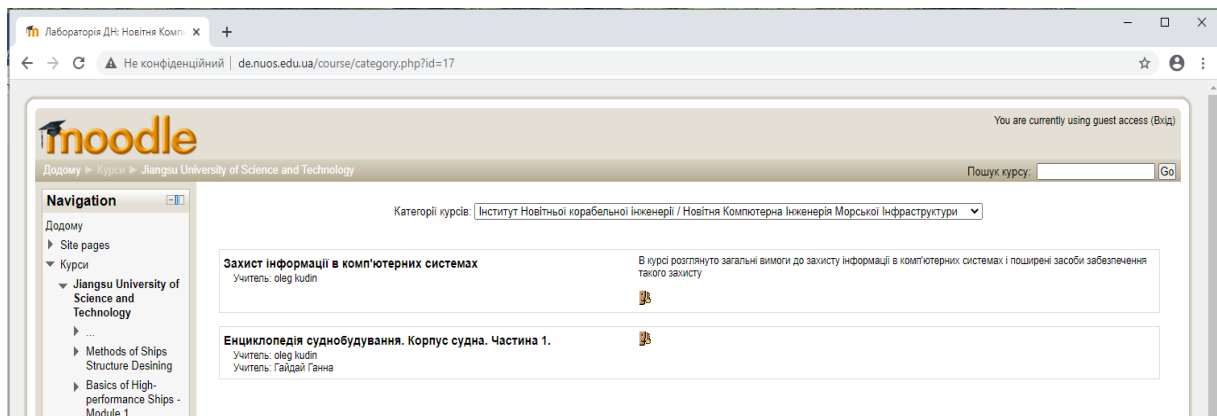 Лабораторія ДН: Новітня Комп
Не конфіденційний de.nuos.edu.ua/course/category.php?id=17
moodle
You are currently using guest access (Вхід)
Додому ► Курси ► Jiangsu University of Science and Technology
Пошук курсу: Go
Navigation
Додому
Site pages
Курси
Jiangsu University of
Science and
Technology
...
Methods of Ships
Structure Desining
Basics of High-
performance Ships -
Module 1
Категорії курсів: Інститут Новітньої корабельної інженерії / Новітня Компютерна Інженерія Морської Інфраструктури
Захист інформації в комп'ютерних системах
Учитель: oleg kudin
В курсі розглянуто загальні вимоги до захисту інформації в комп'ютерних системах і поширені засоби забезпечення
такого захисту
Енциклопедія суднобудування. Корпус судна. Частина 1.
Учитель: oleg kudin
Учитель: Гайдай Ганна